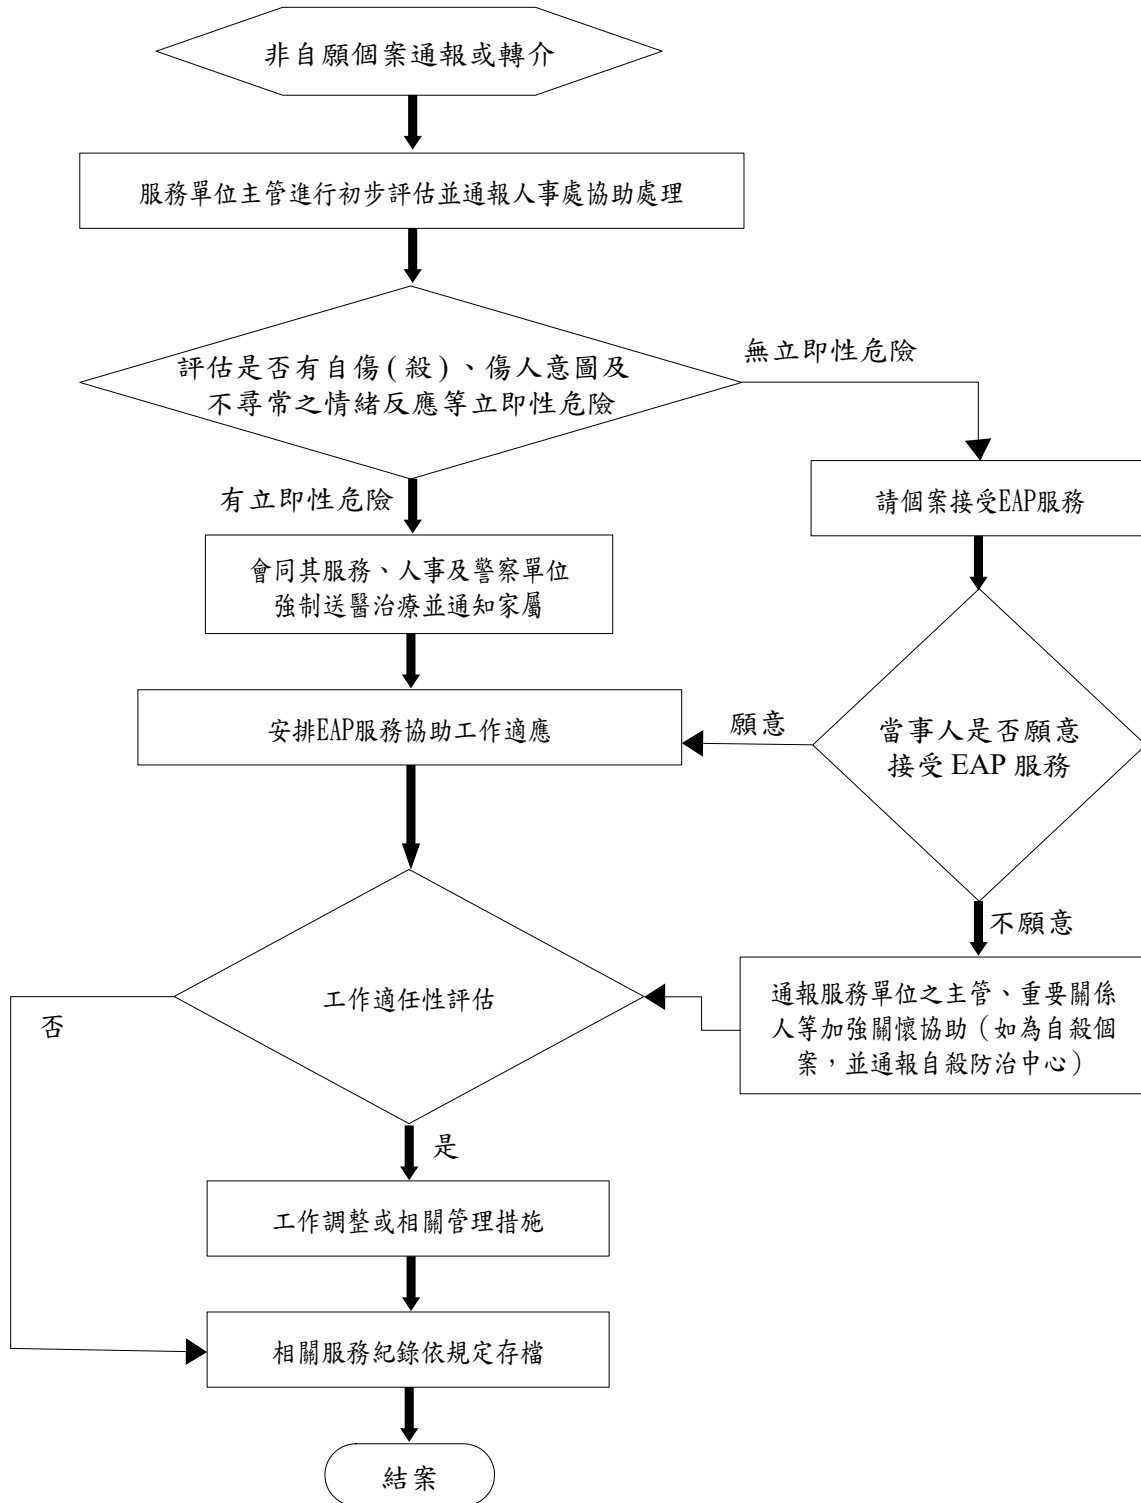 非自願個案通報或轉介
服務單位主管進行初步評估並通報人事處協助處理
評估是否有自傷(殺)、傷人意圖及
不尋常之情緒反應等立即性危險
無立即性危險
有立即性危險
請個案接受EAP服務
會同其服務、人事及警察單位
強制送醫治療並通知家屬
安排EAP服務協助工作適應
願意
當事人是否願意
接受 EAP 服務
不願意
工作適任性評估
否
通報服務單位之主管、重要關係
人等加強關懷協助（如為自殺個
案，並通報自殺防治中心）
是
工作調整或相關管理措施
相關服務紀錄依規定存檔
結案